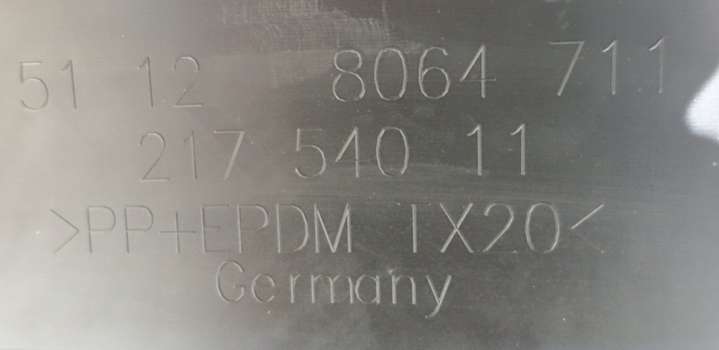 51 12 8064 711
217 540 11
>PP+EPDM TX20<
Germany